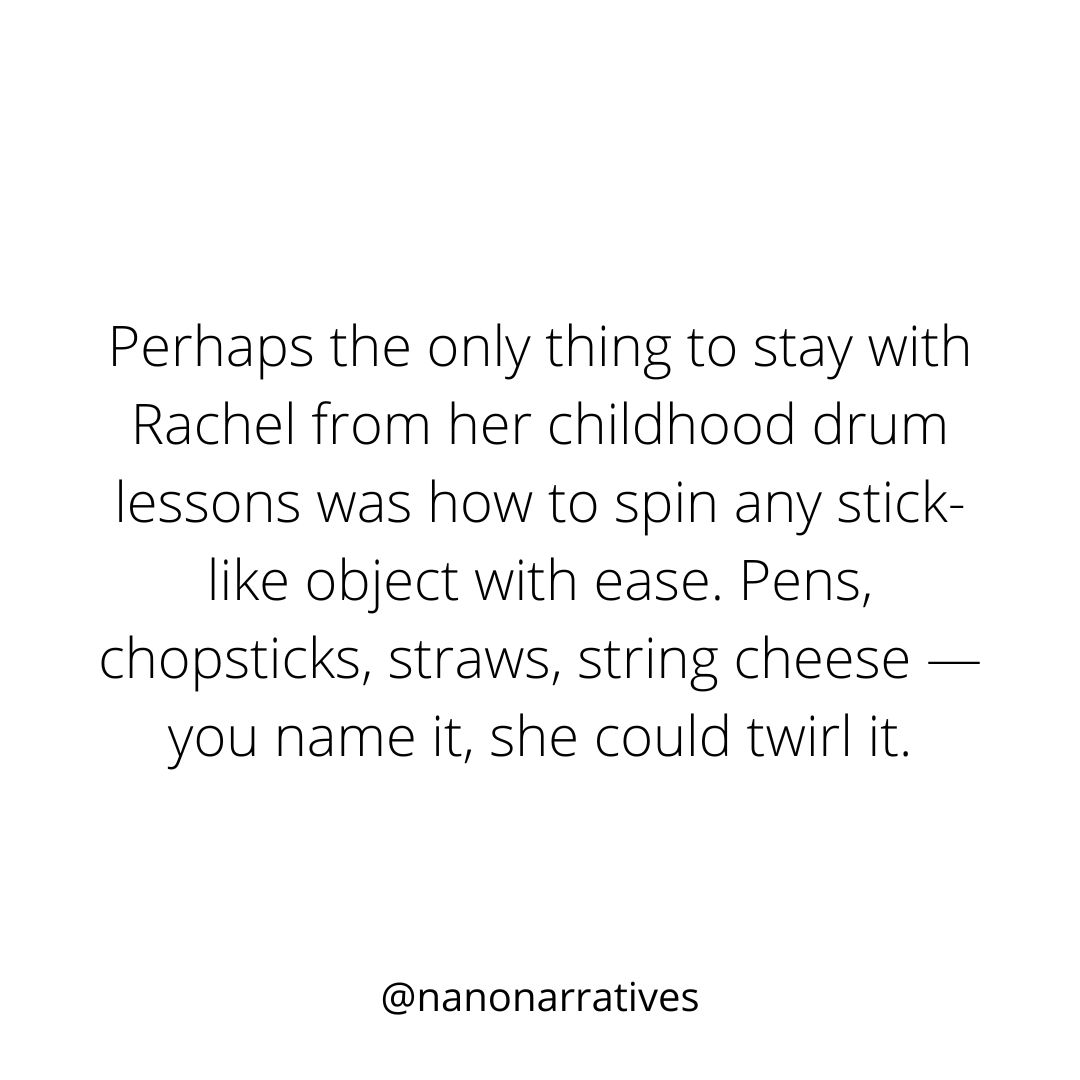 Perhaps the only thing to stay with
Rachel from her childhood drum
lessons was how to spin any stick-
like object with ease. Pens,
chopsticks, straws, string cheese —
you name it, she could twirl it.
@nanonarratives